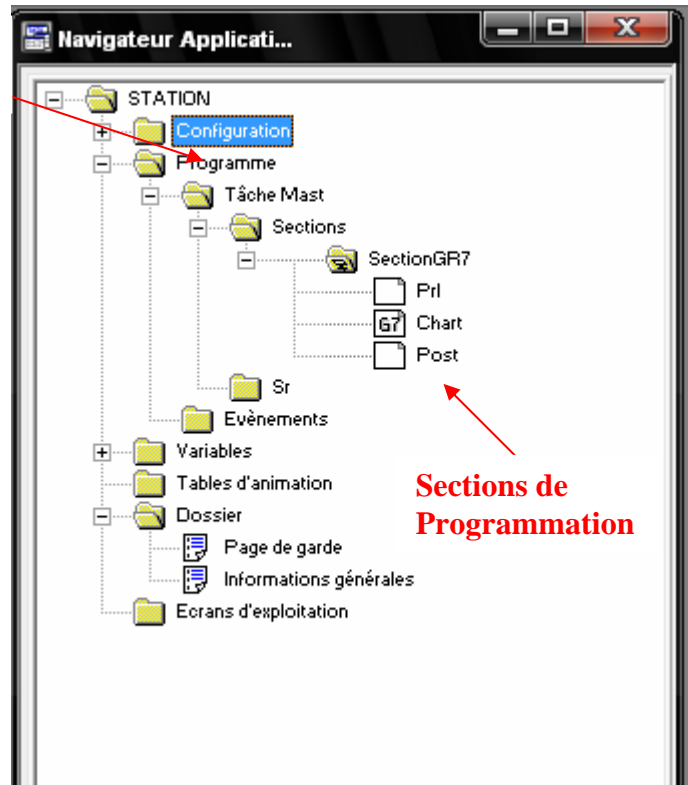 Navigateur Applicati...
STATION
Configuration
Programme
Tâche Mast
Sections
SectionGR7
Prl
G7 Chart
Post
Sr
Evènements
Variables
Tables d'animation
Dossier
Page de garde
Informations générales
Ecrans d'exploitation
Sections de
Programmation